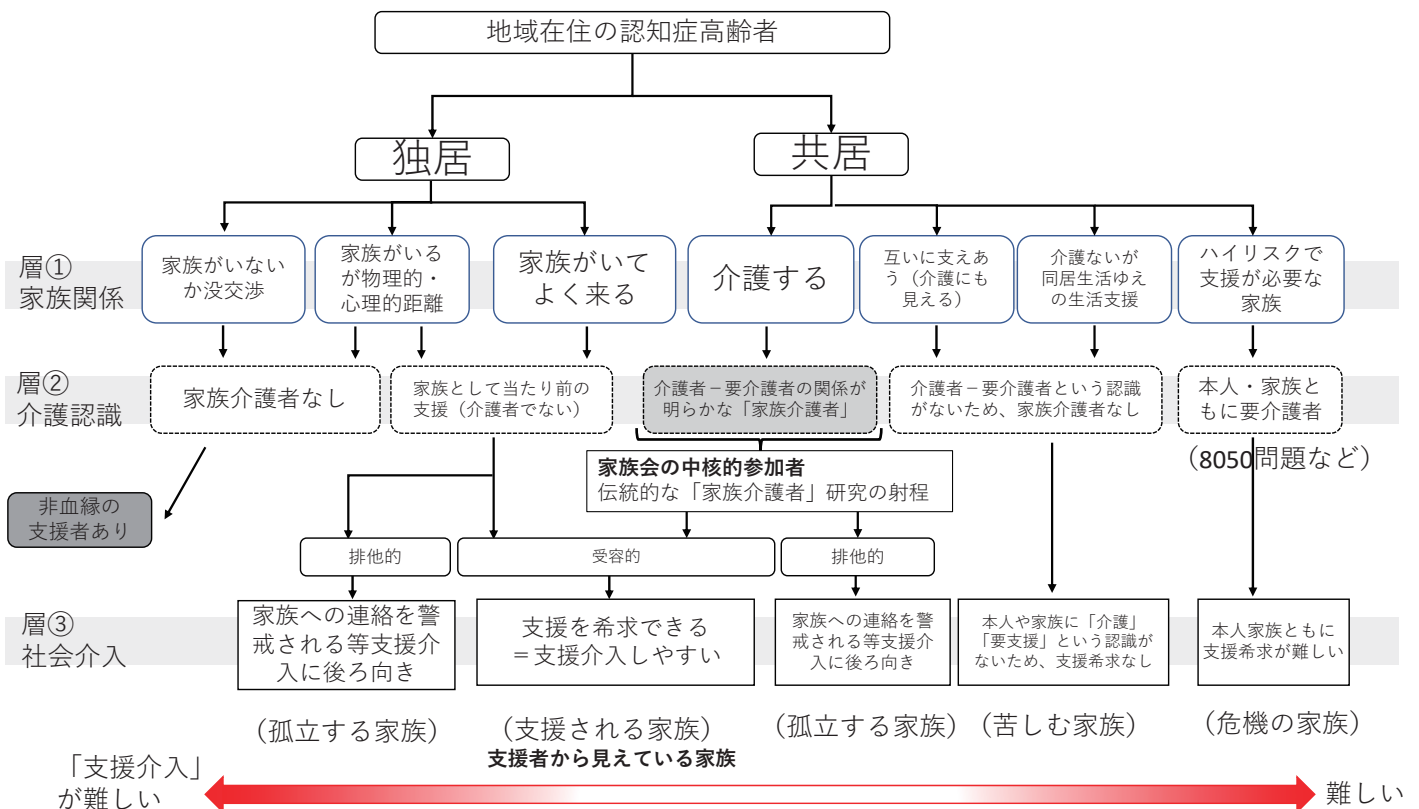 地域在住の認知症高齢者
独居
共居
層①
家族関係
家族がいない
か没交渉
家族がいる
が物理的・
心理的距離
家族がいて
よく来る
介護する
互いに支えあ
う（介護にも
見える）
介護ないが
同居生活ゆえ
の生活支援
ハイリスクで
支援が必要な
家族
層②
介護認識
家族介護者なし
家族として当たり前の
支援（介護者でない）
介護者－要介護者の関係が
明らかな「家族介護者」
介護者－要介護者という認識
がないため、家族介護者なし
本人・家族と
もに要介護者
（8050問題など）
家族会の中核的参加者
伝統的な「家族介護者」研究の射程
非血縁の
支援者あり
排他的
受容的
排他的
層③
社会介入
家族への連絡を警
戒される等支援介
入に後ろ向き
支援を希求できる
＝支援介入しやすい
家族への連絡を警
戒される等支援介
入に後ろ向き
本人や家族に「介護」
「要支援」という認識が
ないため、支援希求なし
本人家族ともに
支援希求が難しい
（孤立する家族）
（支援される家族）
支援者から見えている家族
（孤立する家族）
（苦しむ家族）
（危機の家族）
「支援介入」
が難しい
難しい